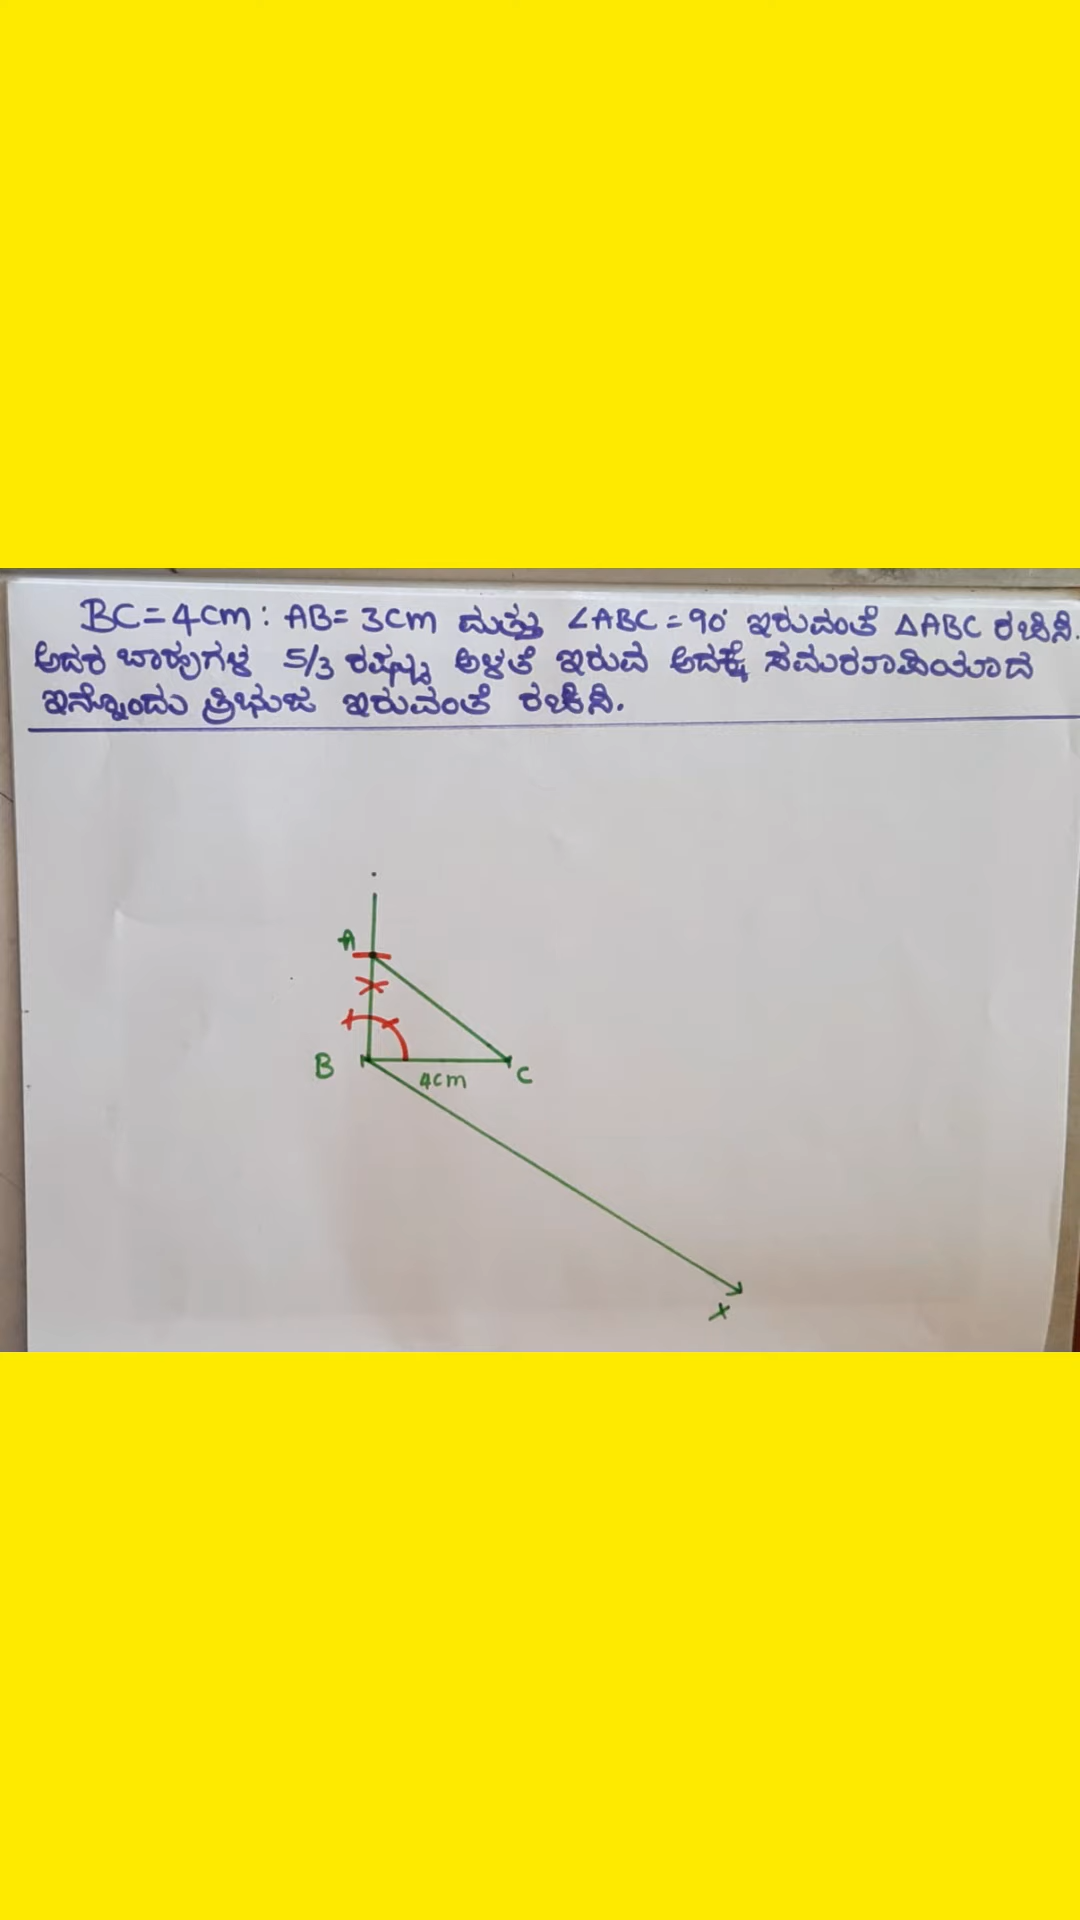 BC = 4cm : AB = 3cm ಮತ್ತು ∠ABC = 90° ಇರುವಂತೆ ΔABC ರಚಿಸಿ.
ಅದರ ಬಾಹುಗಳ 5/3 ರಷ್ಟು ಅಳತೆ ಇರುವ ಅದಕ್ಕೆ ಸಮರೂಪಿಯಾದ
ಇನ್ನೊಂದು ತ್ರಿಭುಜ ಇರುವಂತೆ ರಚಿಸಿ.
A
B
4cm
C
X